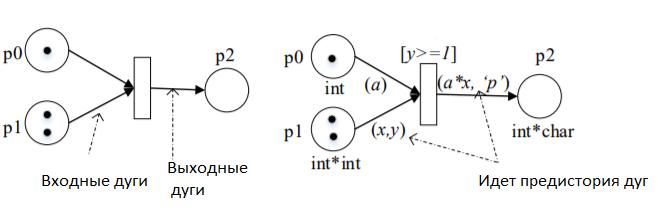 p0
p1
p2
Входные дуги
Выходные
дуги
p0
int
(a)
[y>=1]
(a*x, ‘p’)
p2
p1
(x,y)
int*int
int*char
Идет предистория дуг